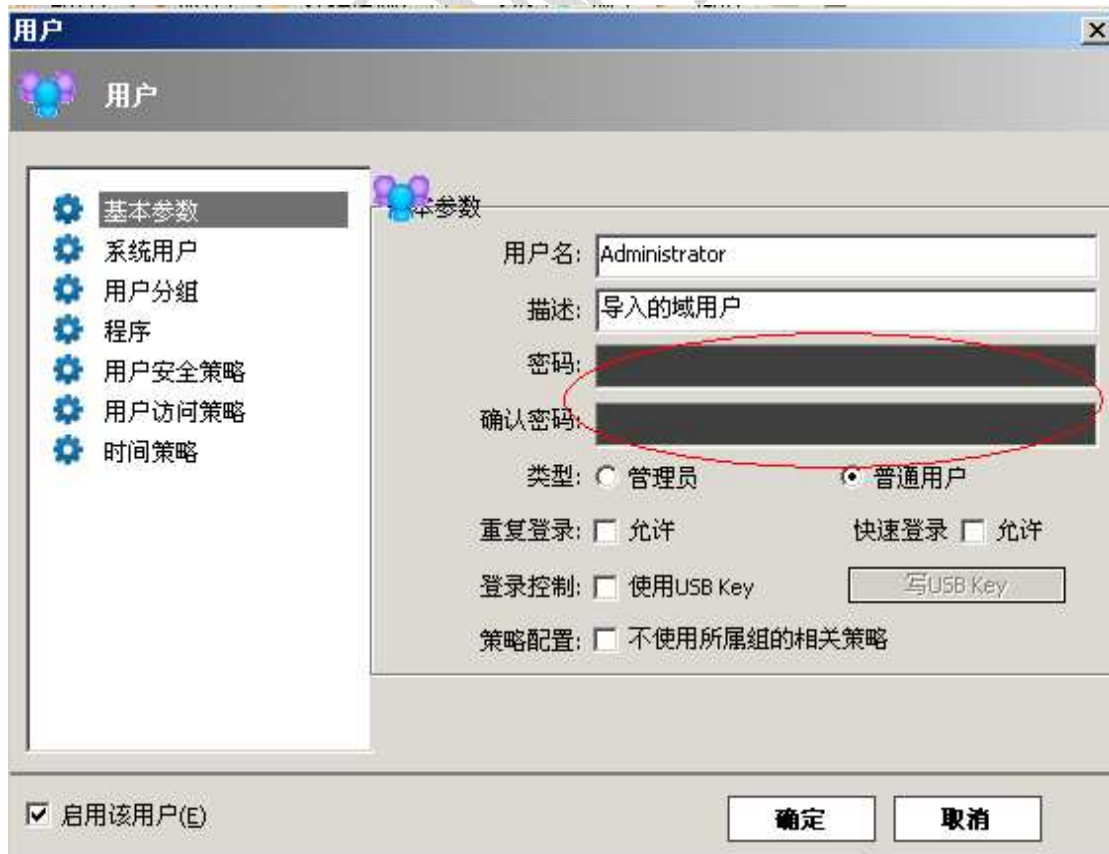 用户
用户
基本参数
系统用户
用户分组
程序
用户安全策略
用户访问策略
时间策略
本参数
用户名: Administrator
描述: 导入的域用户
密码:
确认密码:
类型: 管理员 普通用户
重复登录: 允许 快速登录 允许
登录控制: 使用USB Key 写USB Key
策略配置: 不使用所属组的相关策略
启用该用户(E) 确定 取消